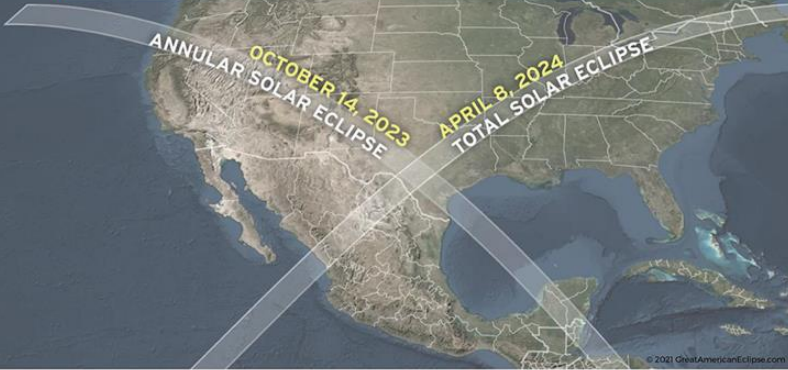 OCTOBER 14, 2023
ANNULAR SOLAR ECLIPSE
APRIL 8, 2024
TOTAL SOLAR ECLIPSE
© 2021 GreatAmericanEclipse.com